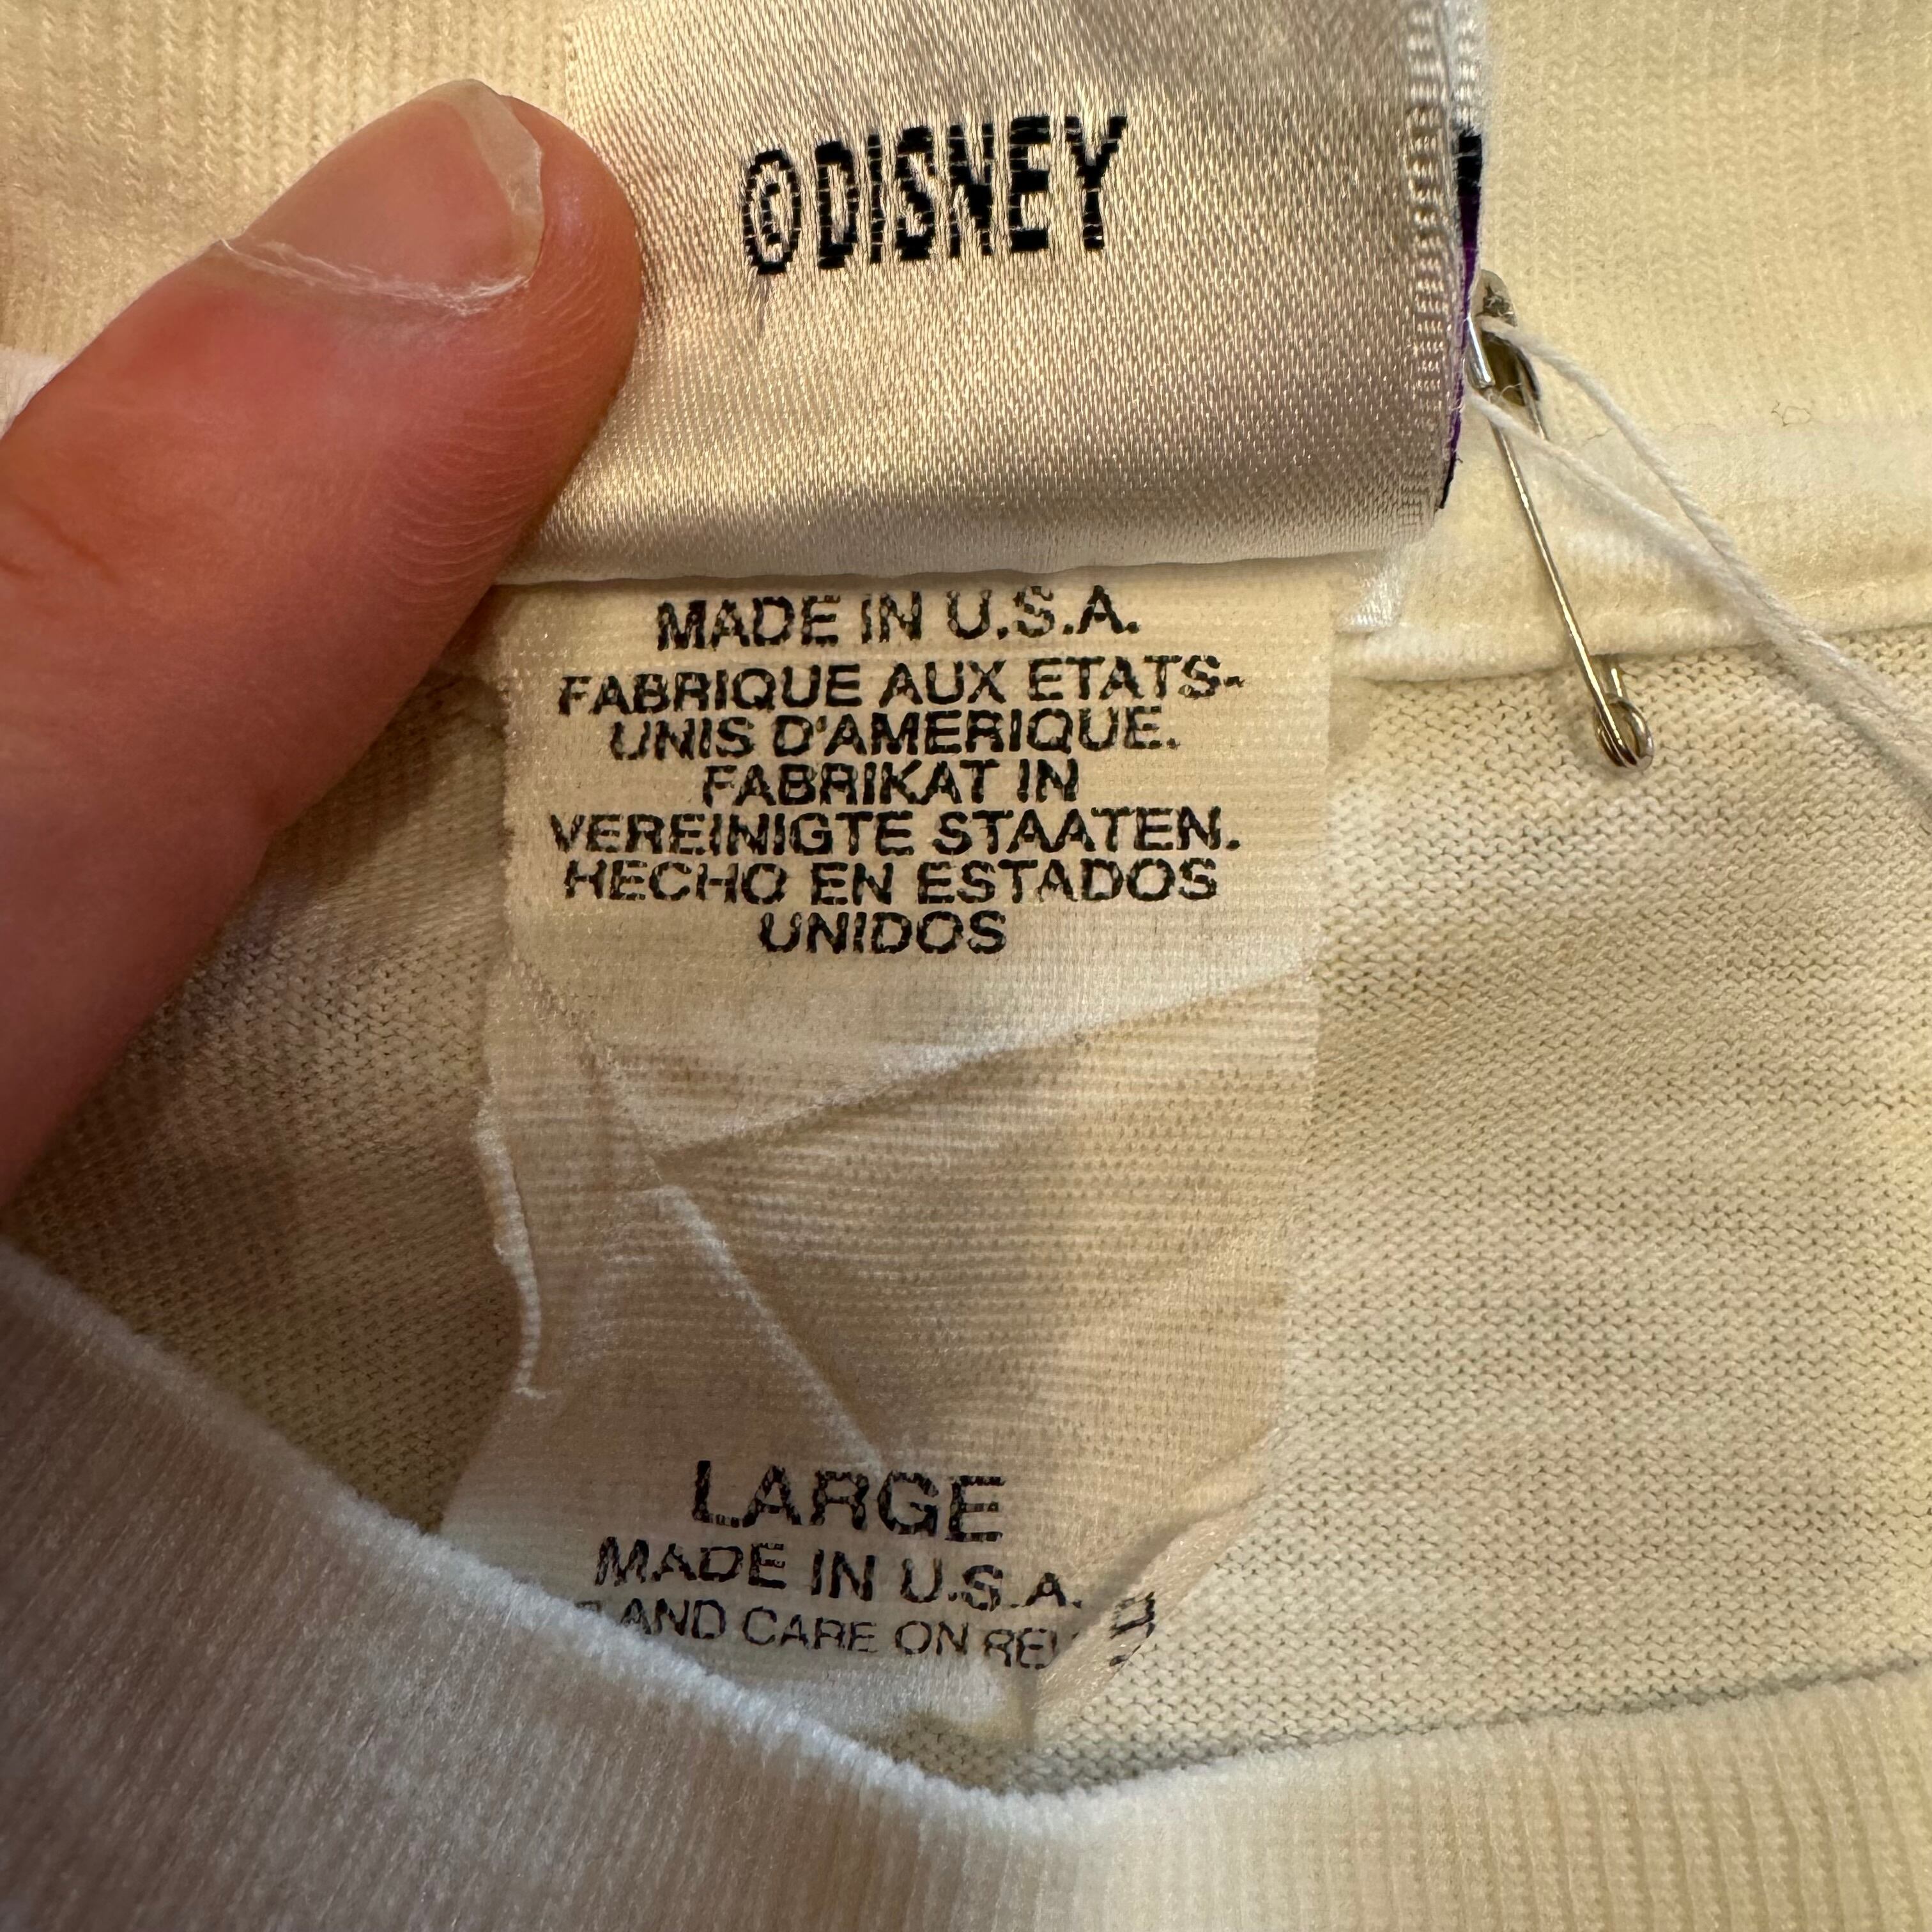 ©DISNEY
MADE IN U.S.A.
FABRIQUE AUX ETATS-
UNIS D'AMERIQUE.
FABRIKAT IN
VEREINIGTE STAATEN.
HECHO EN ESTADOS
UNIDOS
LARGE
MADE IN U.S.A.
AND CARE ON